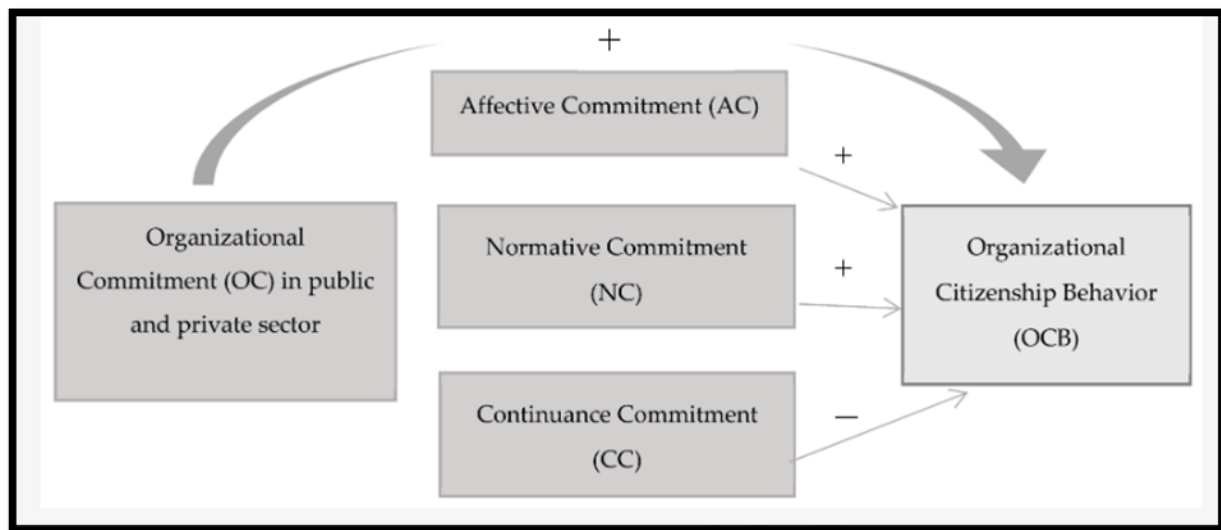 +
Affective Commitment (AC)
+
Organizational
Commitment (OC) in public
and private sector
Normative Commitment
(NC)
+
Organizational
Citizenship Behavior
(OCB)
Continuance Commitment
(CC)
—